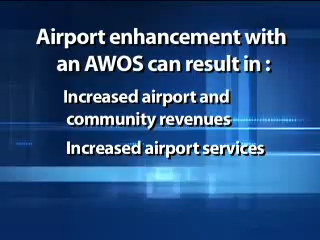 Airport enhancement with
an AWOS can result in :
Increased airport and
community revenues
Increased airport services